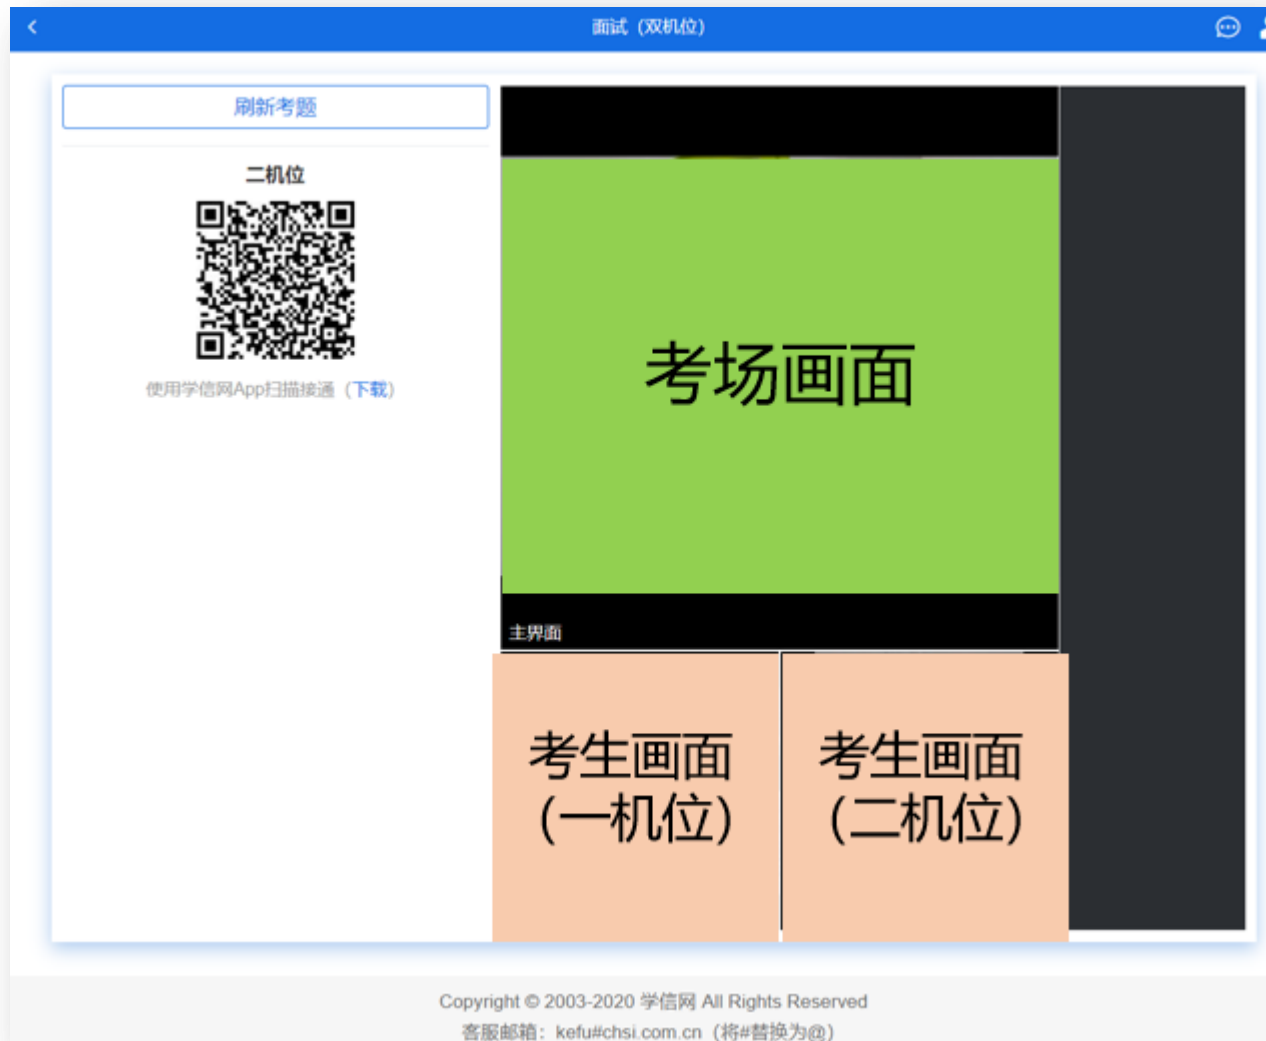 面试（双机位）
刷新考题
二机位
使用学信网App扫描接通（下载）
考场画面
主界面
考生画面
（一机位）
考生画面
（二机位）
Copyright © 2003-2020 学信网 All Rights Reserved
客服邮箱：kefu#chsi.com.cn（将#替换为@）